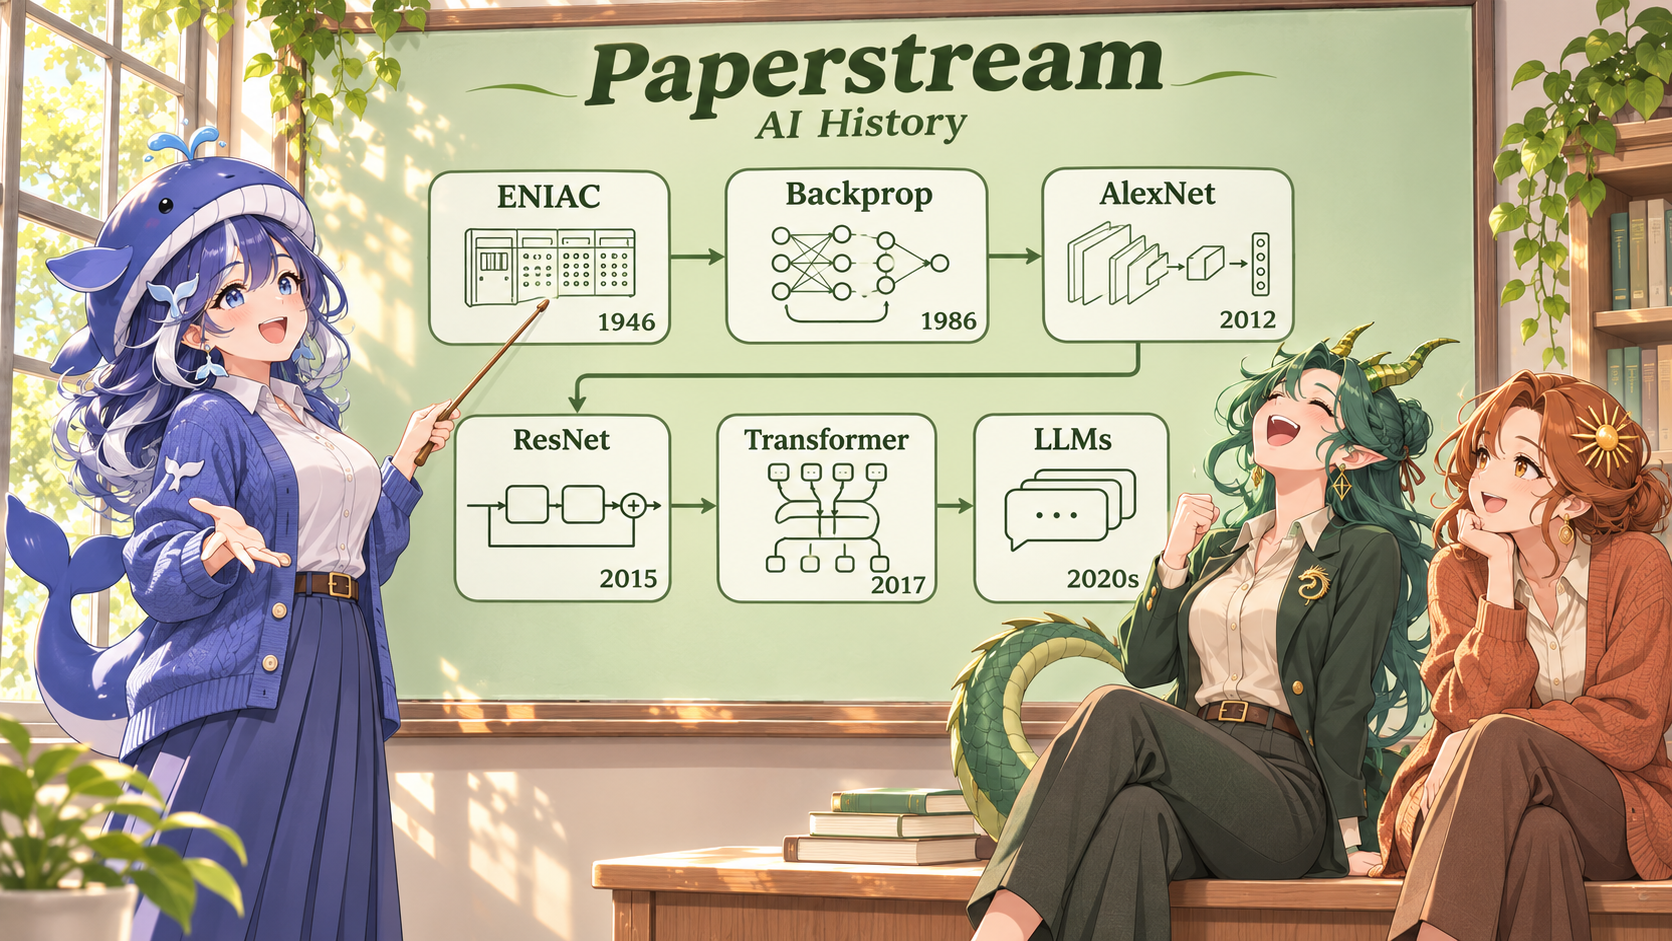 Paperstream
AI History
ENIAC
1946
Backprop
1986
AlexNet
2012
ResNet
2015
Transformer
2017
LLMs
2020s